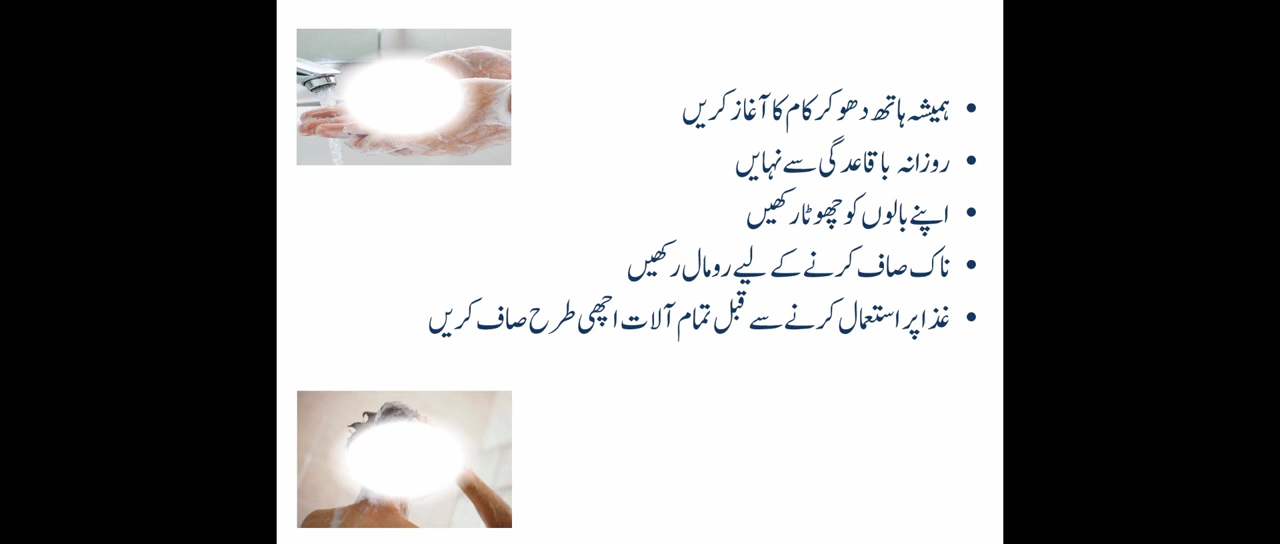 • ہمیشہ ہاتھ دھو کر کام کا آغاز کریں
• روزانہ باقاعدگی سے نہایں
• اپنے بالوں کو چھوٹا رکھیں
• ناک صاف کرنے کے لیے رومال رکھیں
• غذا پر استعمال کرنے سے قبل تمام آلات اچھی طرح صاف کریں